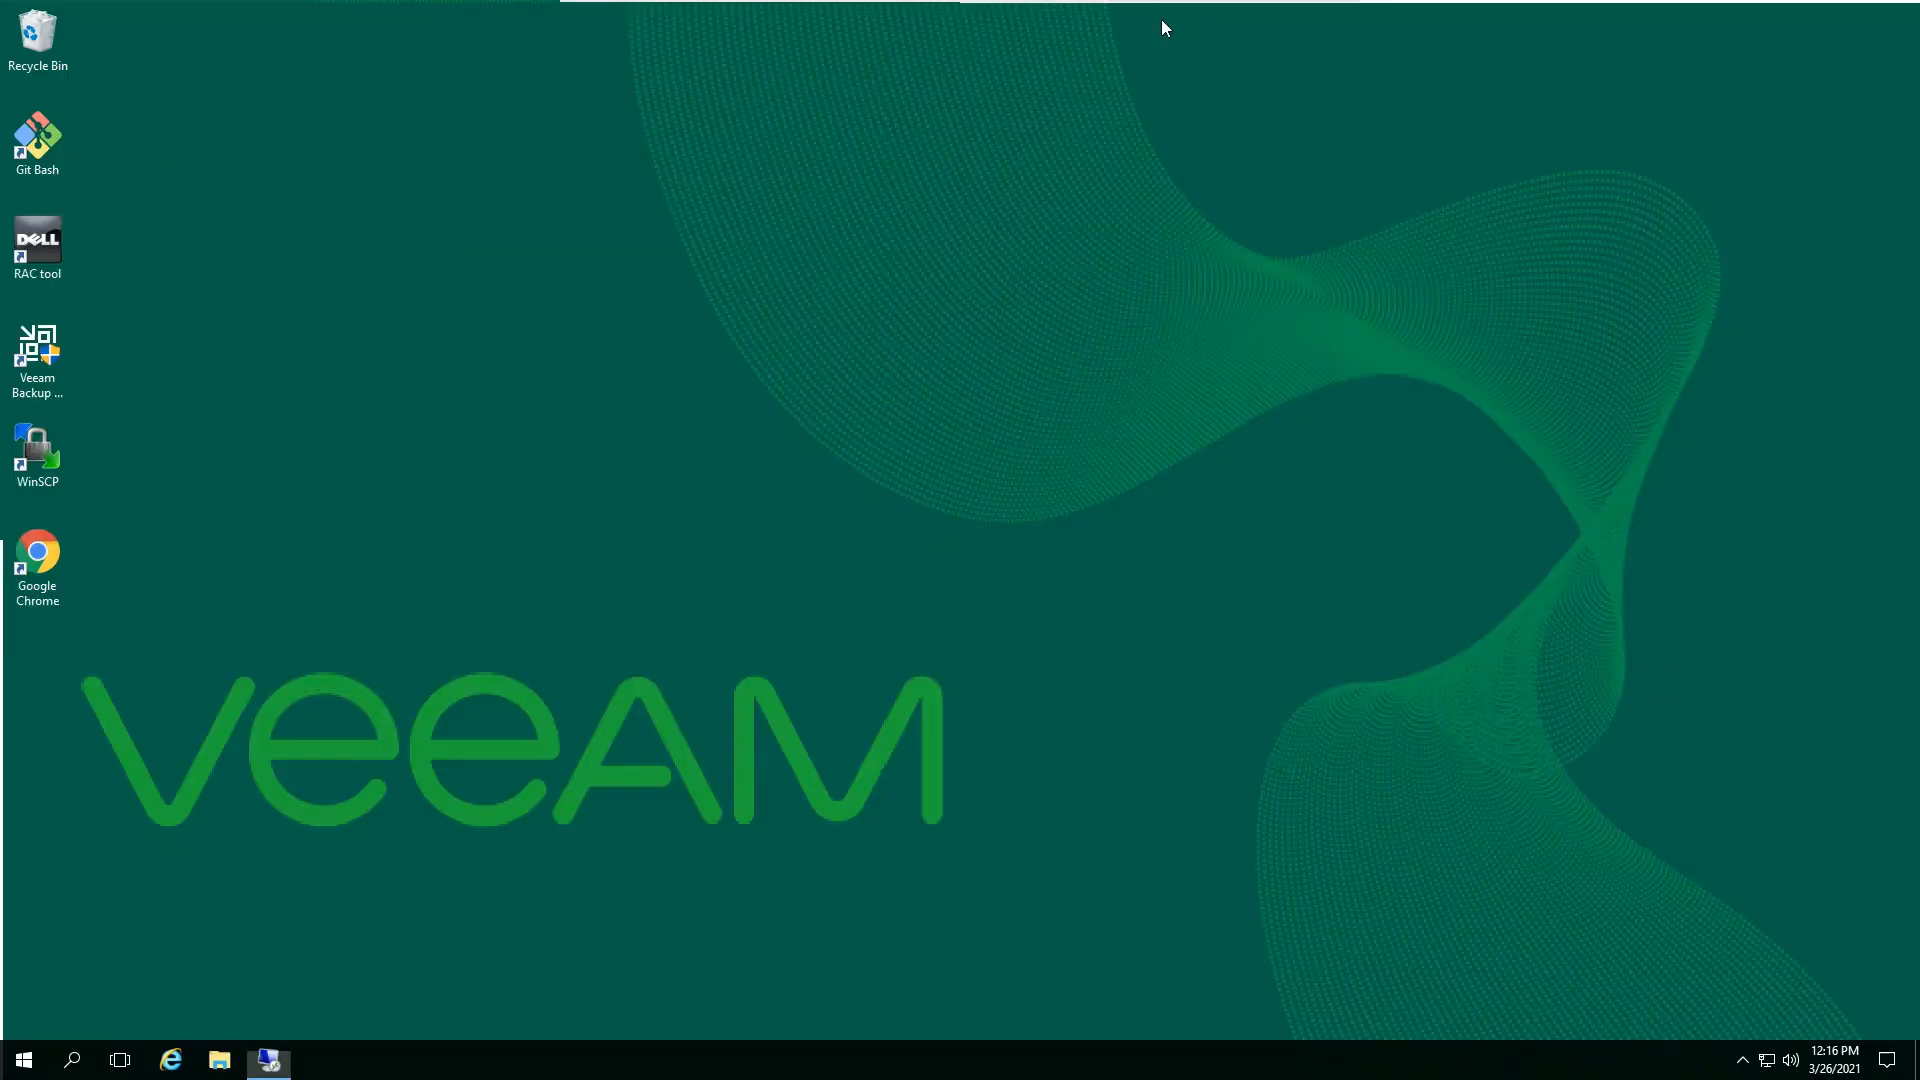 Recycle Bin
Git Bash
DELL
RAC tool
Veeam
Backup ...
WinSCP
Google
Chrome
veeAM
12:16 PM
3/26/2021